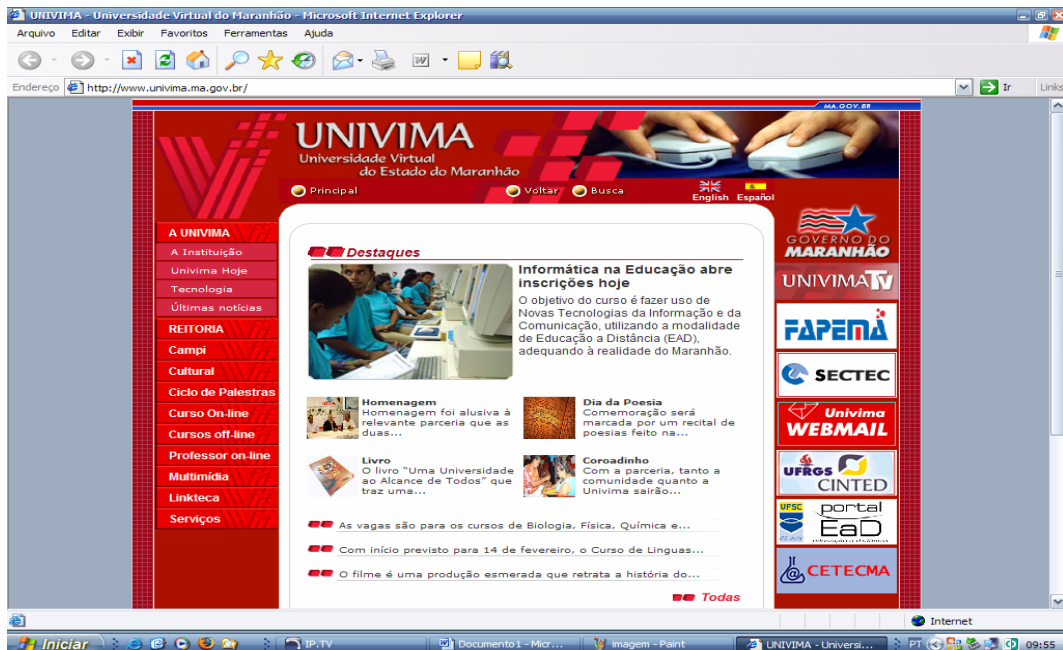 UNIVIMA - Universidade Virtual do Maranhão - Microsoft Internet Explorer
Arquivo Editar Exibir Favoritos Ferramentas Ajuda
Endereço http://www.univima.ma.gov.br/ Ir Links
MA.GOV.BR
UNIVIMA
Universidade Virtual
do Estado do Maranhão
Principal Voltar Busca English Español
A UNIVIMA
A Instituição
Univima Hoje
Tecnologia
Últimas notícias
REITORIA
Campi
Cultural
Ciclo de Palestras
Curso On-line
Cursos off-line
Professor on-line
Multimídia
Linkteca
Serviços
Destaques
Informática na Educação abre
inscrições hoje
O objetivo do curso é fazer uso de
Novas Tecnologias da Informação e da
Comunicação, utilizando a modalidade
de Educação a Distância (EAD),
adequando à realidade do Maranhão.
Homenagem
Homenagem foi alusiva à
relevante parceria que as
duas...
Dia da Poesia
Comemoração será
marcada por um recital de
poesias feito na...
Livro
O livro "Uma Universidade
ao Alcance de Todos" que
traz uma...
Coroadinho
Com a parceria, tanto a
comunidade quanto a
Univima sairão...
As vagas são para os cursos de Biologia, Física, Química e...
Com início previsto para 14 de fevereiro, o Curso de Linguas...
O filme é uma produção esmerada que retrata a história do...
Todas
GOVERNO DO
MARANHÃO
UNIVIMA TV
FAPEMA
SECTEC
Univima
WEBMAIL
UFRGS
CINTED
UFSC
portal
EaD
CETECMA
Internet
Iniciar IP.TV Documento1 - Micr... imagem - Paint UNIVIMA - Universi... PT 09:55